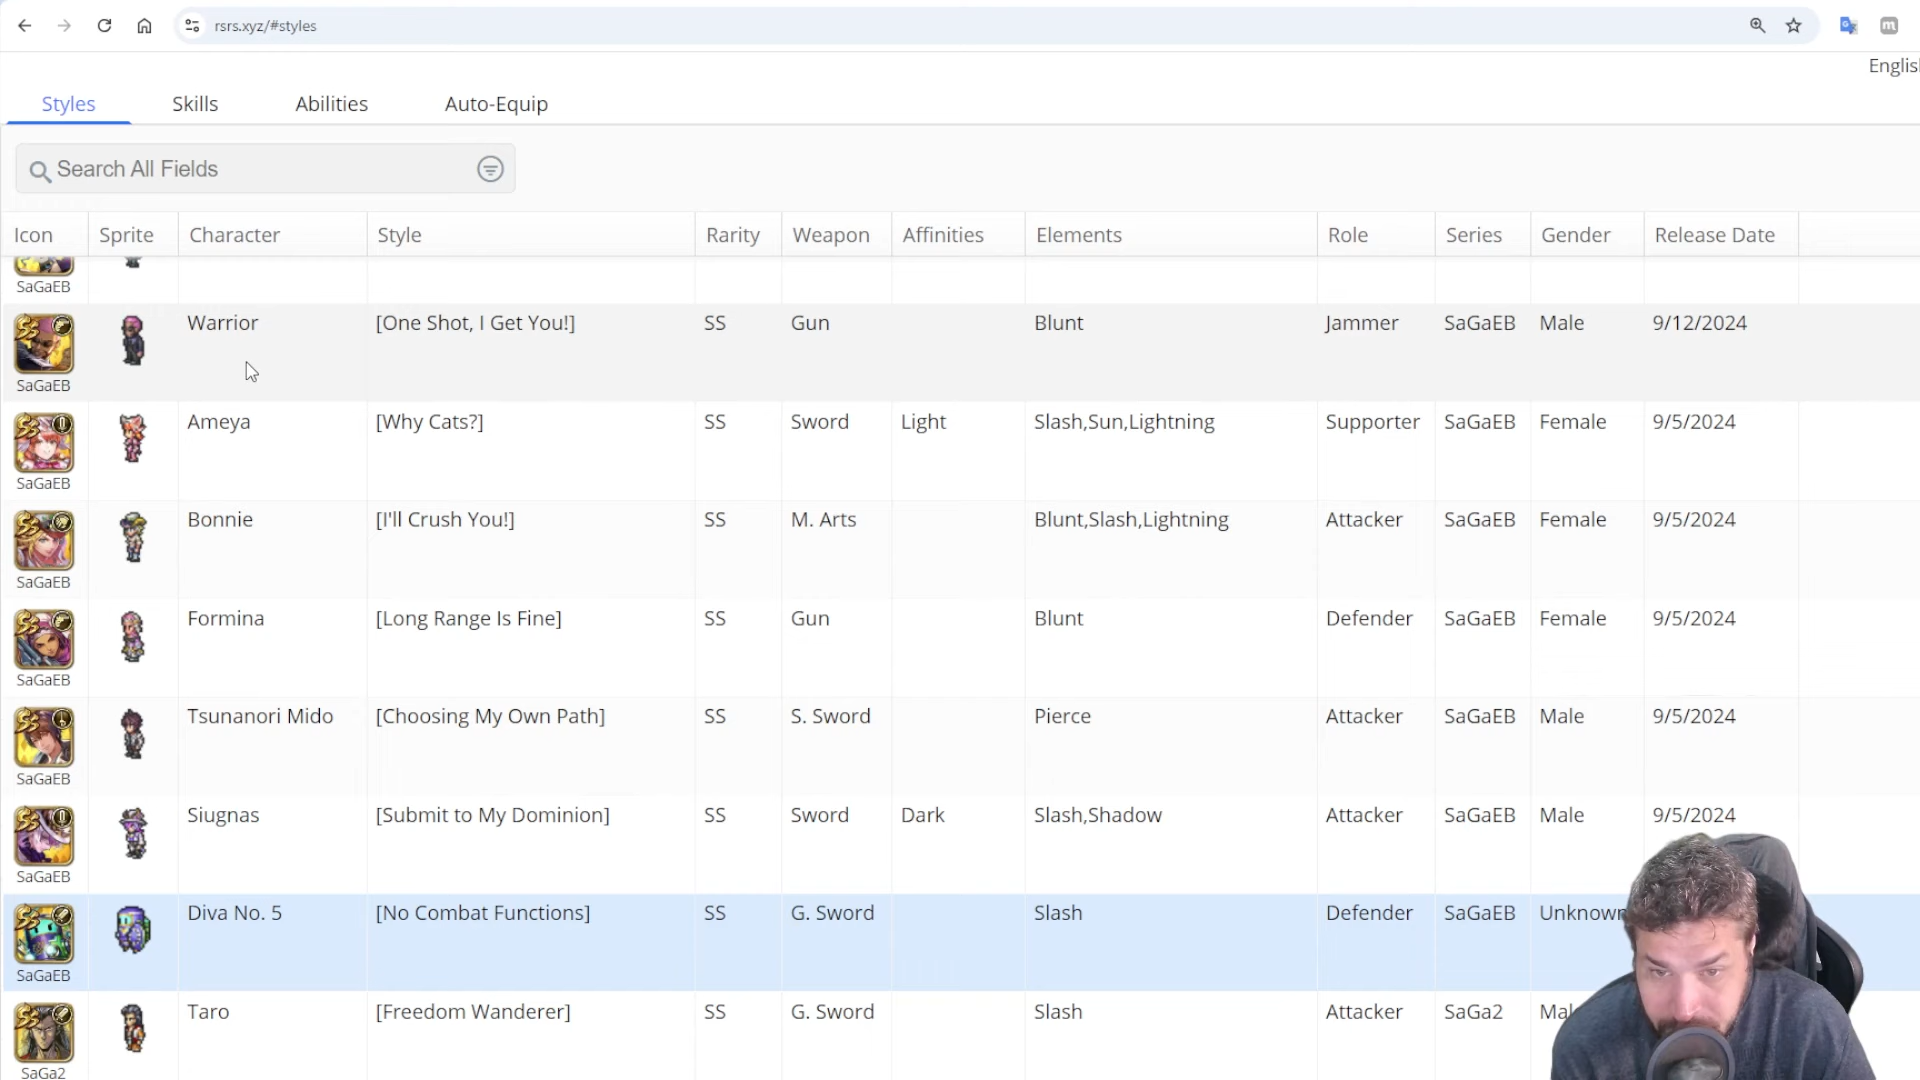 rsrs.xyz/#styles
Englis
Styles Skills Abilities Auto-Equip
Search All Fields
Icon Sprite Character Style Rarity Weapon Affinities Elements Role Series Gender Release Date
SaGaEB
Warrior [One Shot, I Get You!] SS Gun Blunt Jammer SaGaEB Male 9/12/2024
SaGaEB
Ameya [Why Cats?] SS Sword Light Slash,Sun,Lightning Supporter SaGaEB Female 9/5/2024
SaGaEB
Bonnie [I'll Crush You!] SS M. Arts Blunt,Slash,Lightning Attacker SaGaEB Female 9/5/2024
SaGaEB
Formina [Long Range Is Fine] SS Gun Blunt Defender SaGaEB Female 9/5/2024
SaGaEB
Tsunanori Mido [Choosing My Own Path] SS S. Sword Pierce Attacker SaGaEB Male 9/5/2024
SaGaEB
Siugnas [Submit to My Dominion] SS Sword Dark Slash,Shadow Attacker SaGaEB Male 9/5/2024
SaGaEB
Diva No. 5 [No Combat Functions] SS G. Sword Slash Defender SaGaEB Unknown
SaGaEB
Taro [Freedom Wanderer] SS G. Sword Slash Attacker SaGa2 Mal
SaGa2